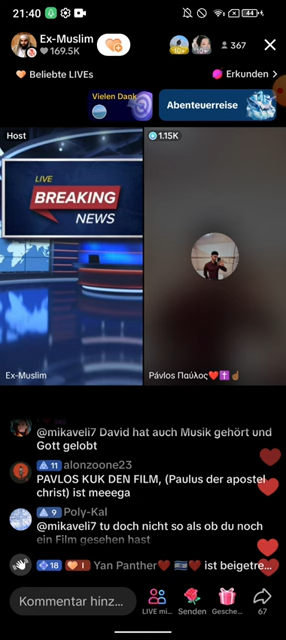 21:40
44
Ex-Muslim
169.5K
367
Beliebte LIVEs
Erkunden >
Vielen Dank
Abenteuerreise
Host
1.15K
LIVE
BREAKING
NEWS
Ex-Muslim
Pávlos Παύλος❤️✝️☝🏾
@mikaveli7 David hat auch Musik gehört und
Gott gelobt
11 alonzoone23
PAVLOS KUK DEN FILM, (Paulus der apostel
christ) ist meeega
9 Poly-Kal
@mikaveli7 tu doch nicht so als ob du noch
ein Film gesehen hast
18 1 Yan Panther ist beigetre...
Kommentar hinz...
LIVE mi...
Senden
Gesche...
67